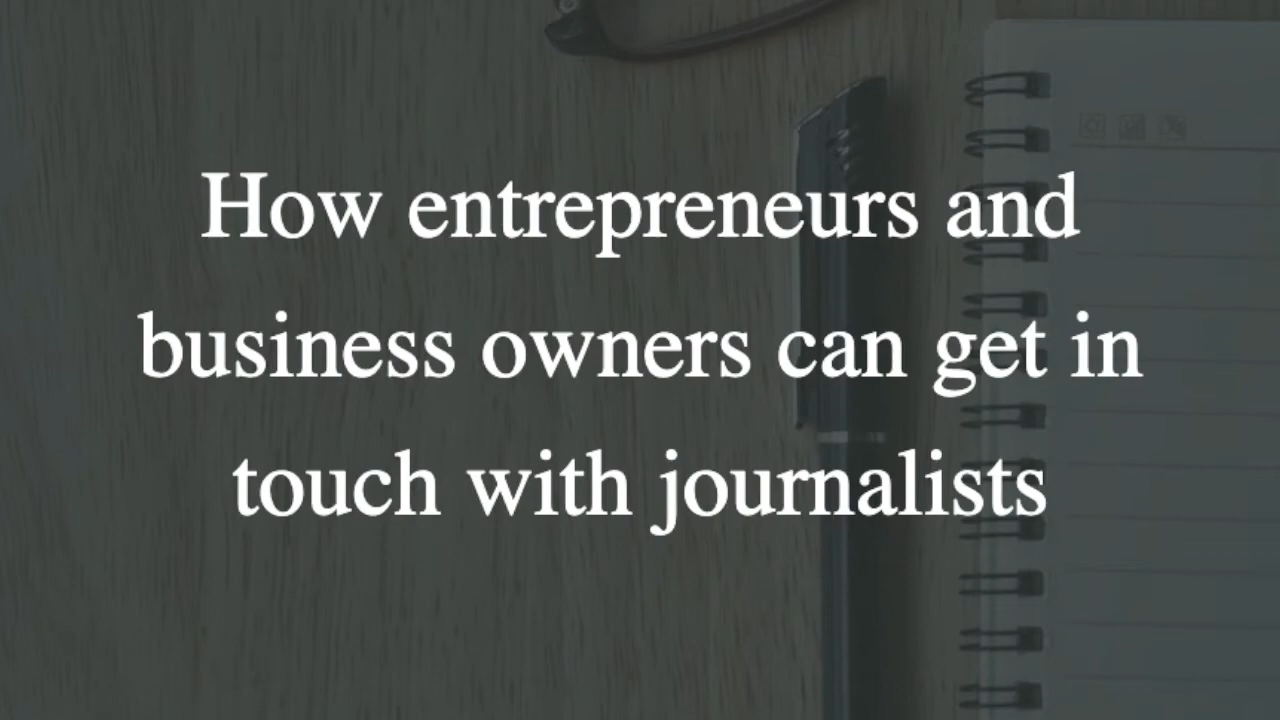 How entrepreneurs and
business owners can get in
touch with journalists